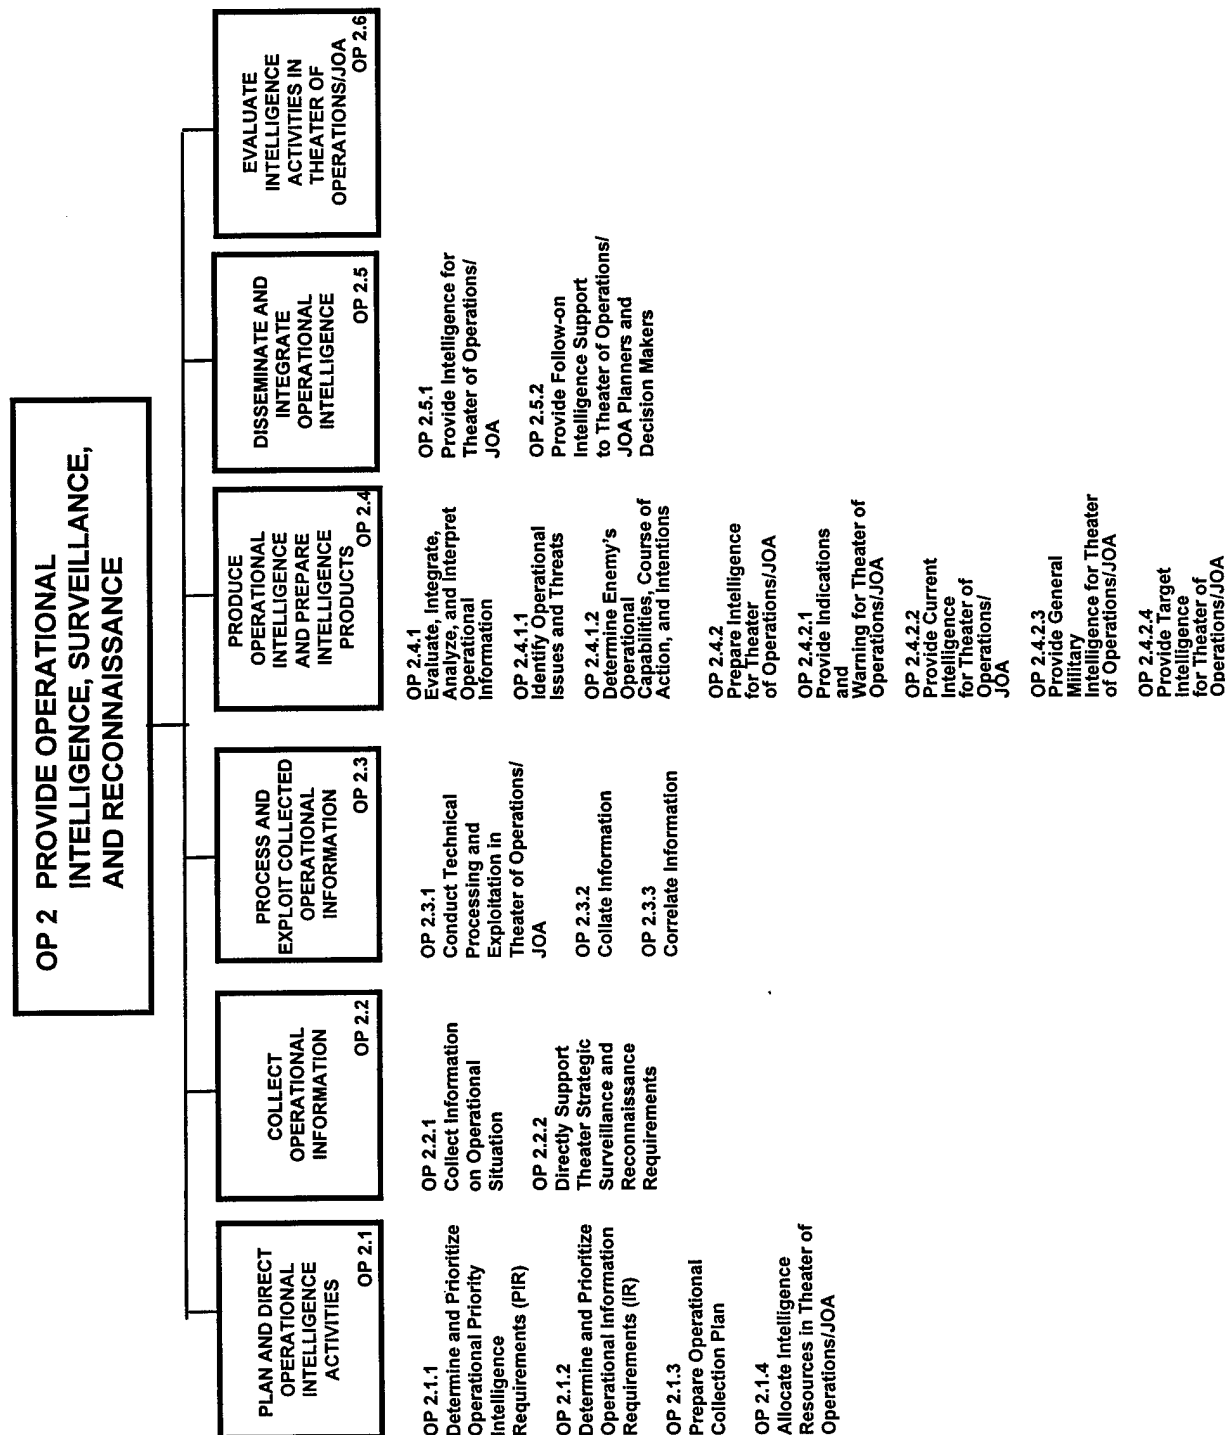 OP 2 PROVIDE OPERATIONAL
INTELLIGENCE, SURVEILLANCE,
AND RECONNAISSANCE
PLAN AND DIRECT
OPERATIONAL
INTELLIGENCE
ACTIVITIES
OP 2.1
OP 2.1.1
Determine and Prioritize
Operational Priority
Intelligence
Requirements (PIR)
OP 2.1.2
Determine and Prioritize
Operational Information
Requirements (IR)
OP 2.1.3
Prepare Operational
Collection Plan
OP 2.1.4
Allocate Intelligence
Resources in Theater of
Operations/JOA
COLLECT
OPERATIONAL
INFORMATION
OP 2.2
OP 2.2.1
Collect Information
on Operational
Situation
OP 2.2.2
Directly Support
Theater Strategic
Surveillance and
Reconnaissance
Requirements
PROCESS AND
EXPLOIT COLLECTED
OPERATIONAL
INFORMATION
OP 2.3
OP 2.3.1
Conduct Technical
Processing and
Exploitation in
Theater of Operations/
JOA
OP 2.3.2
Collate Information
OP 2.3.3
Correlate Information
PRODUCE
OPERATIONAL
INTELLIGENCE
AND PREPARE
INTELLIGENCE
PRODUCTS
OP 2.4
OP 2.4.1
Evaluate, Integrate,
Analyze, and Interpret
Operational
Information
OP 2.4.1.1
Identify Operational
Issues and Threats
OP 2.4.1.2
Determine Enemy's
Operational
Capabilities, Course of
Action, and Intentions
OP 2.4.2
Prepare Intelligence
for Theater
of Operations/JOA
OP 2.4.2.1
Provide Indications
and
Warning for Theater of
Operations/JOA
OP 2.4.2.2
Provide Current
Intelligence
for Theater of
Operations/
JOA
OP 2.4.2.3
Provide General
Military
Intelligence for Theater
of Operations/JOA
OP 2.4.2.4
Provide Target
Intelligence
for Theater of
Operations/JOA
DISSEMINATE AND
INTEGRATE
OPERATIONAL
INTELLIGENCE
OP 2.5
OP 2.5.1
Provide Intelligence for
Theater of Operations/
JOA
OP 2.5.2
Provide Follow-on
Intelligence Support
to Theater of Operations/
JOA Planners and
Decision Makers
EVALUATE
INTELLIGENCE
ACTIVITIES IN
THEATER OF
OPERATIONS/JOA
OP 2.6